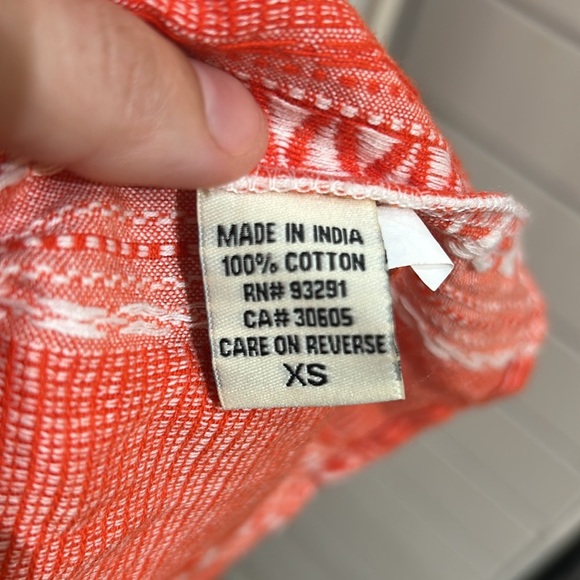 MADE IN INDIA
100% COTTON
RN# 93291
CA# 30605
CARE ON REVERSE
XS